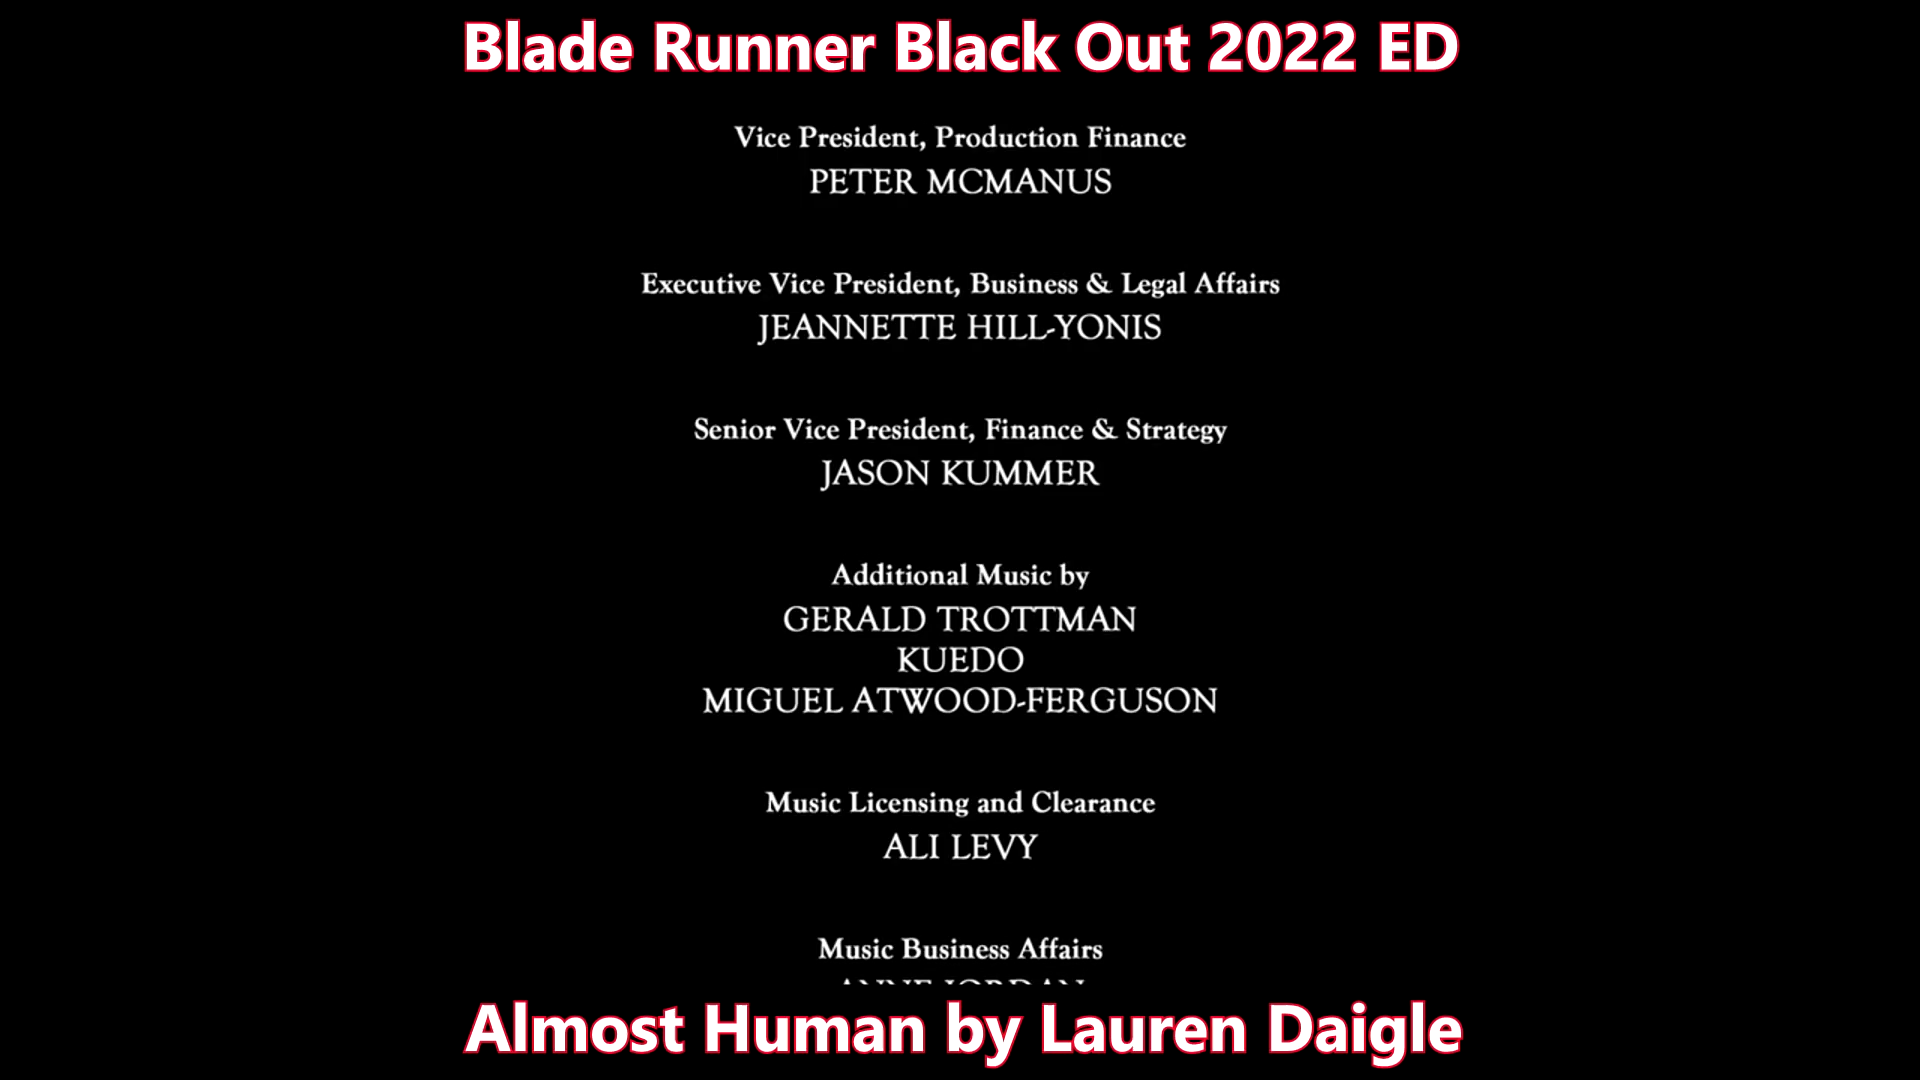 Blade Runner Black Out 2022 ED
Vice President, Production Finance
PETER MCMANUS
Executive Vice President, Business & Legal Affairs
JEANNETTE HILL-YONIS
Senior Vice President, Finance & Strategy
JASON KUMMER
Additional Music by
GERALD TROTTMAN
KUEDO
MIGUEL ATWOOD-FERGUSON
Music Licensing and Clearance
ALI LEVY
Music Business Affairs
Almost Human by Lauren Daigle